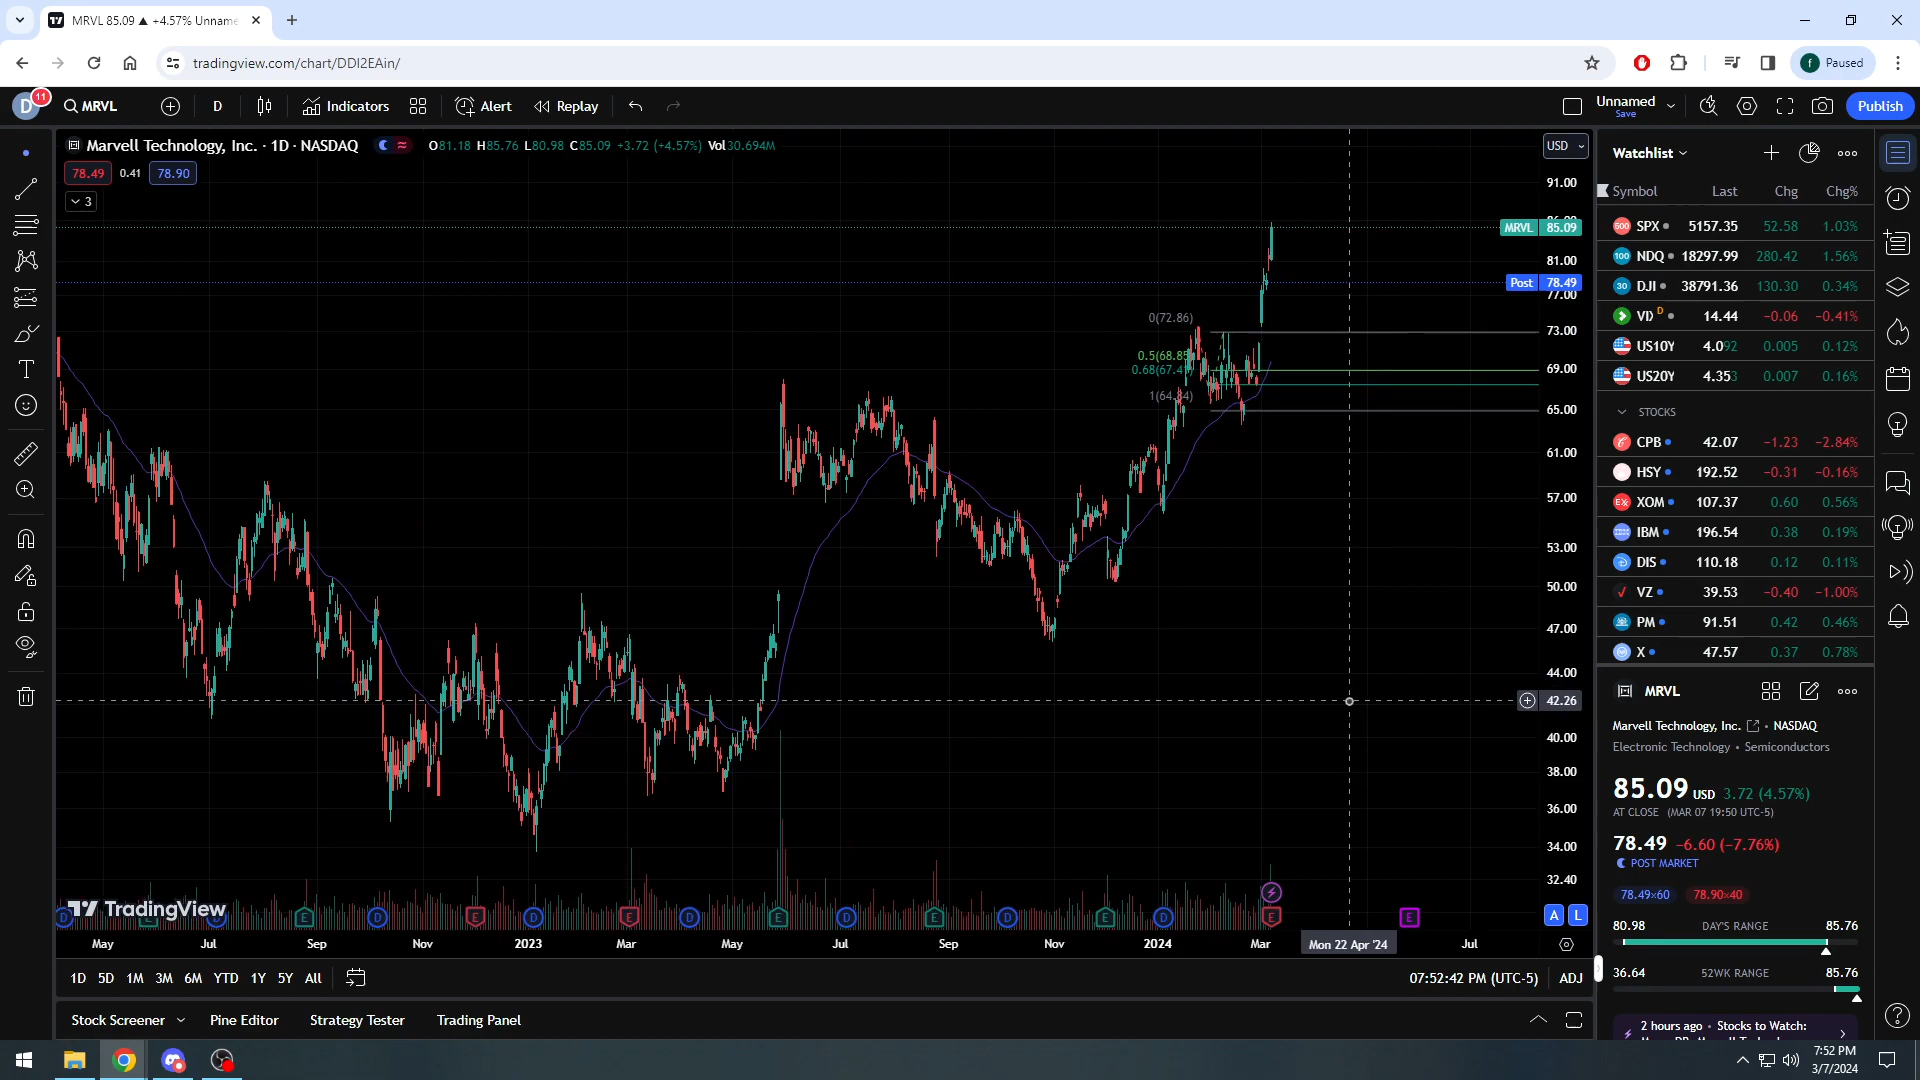 MRVL 85.09 ▲ +4.57% Unname
tradingview.com/chart/DDI2EAin/
f Paused
D 11 MRVL D Indicators Alert Replay Unnamed Save Publish
Marvell Technology, Inc. · 1D · NASDAQ O81.18 H85.76 L80.98 C85.09 +3.72 (+4.57%) Vol30.694M
78.49 0.41 78.90
3
USD
91.00
MRVL 85.09
81.00
Post 78.49
77.00
73.00
69.00
65.00
61.00
57.00
53.00
50.00
47.00
44.00
42.26
40.00
38.00
36.00
34.00
32.40
A L
0(72.86)
0.5(68.85
0.68(67.4
1(64.84)
TradingView
D E D E D E D E D E D E D E D E D E E
May Jul Sep Nov 2023 Mar May Jul Sep Nov 2024 Mar Mon 22 Apr '24 Jul
1D 5D 1M 3M 6M YTD 1Y 5Y All 07:52:42 PM (UTC-5) ADJ
Stock Screener Pine Editor Strategy Tester Trading Panel
Watchlist
Symbol Last Chg Chg%
500 SPX 5157.35 52.58 1.03%
100 NDQ 18297.99 280.42 1.56%
30 DJI 38791.36 130.30 0.34%
VI D 14.44 −0.06 −0.41%
US10Y 4.092 0.005 0.12%
US20Y 4.353 0.007 0.16%
STOCKS
CPB 42.07 −1.23 −2.84%
HSY 192.52 −0.31 −0.16%
XOM 107.37 0.60 0.56%
IBM 196.54 0.38 0.19%
DIS 110.18 0.12 0.11%
VZ 39.53 −0.40 −1.00%
PM 91.51 0.42 0.46%
X 47.57 0.37 0.78%
MRVL
Marvell Technology, Inc. • NASDAQ
Electronic Technology • Semiconductors
85.09 USD 3.72 (4.57%)
AT CLOSE (MAR 07 19:50 UTC-5)
78.49 −6.60 (−7.76%)
POST MARKET
78.49×60 78.90×40
80.98 DAY'S RANGE 85.76
36.64 52WK RANGE 85.76
2 hours ago • Stocks to Watch:
7:52 PM
3/7/2024